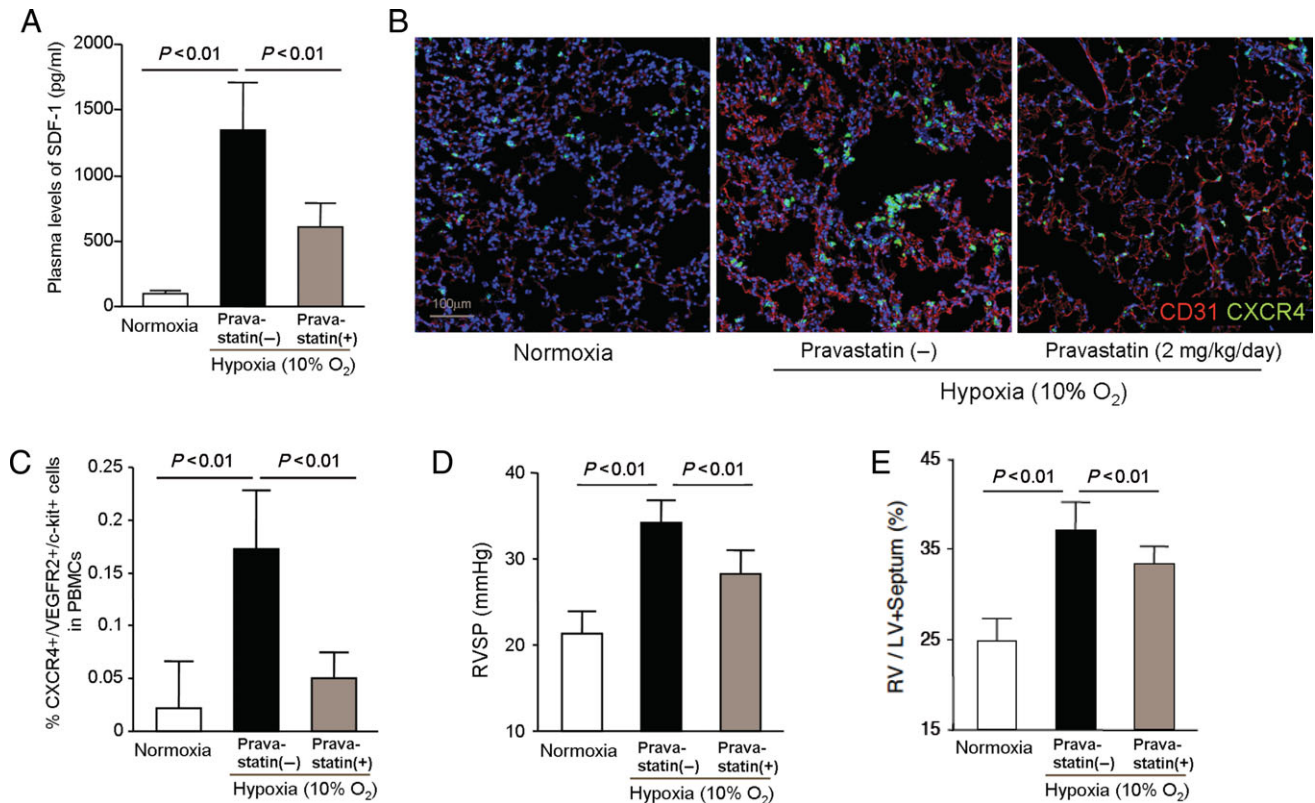 A
Plasma levels of SDF-1 (pg/ml)
2000
1500
1000
500
0
P < 0.01
P < 0.01
Normoxia
Prava-
statin(−)
Prava-
statin(+)
Hypoxia (10% O₂)
B
100μm
CD31 CXCR4
Normoxia
Pravastatin (−)
Pravastatin (2 mg/kg/day)
Hypoxia (10% O₂)
C
% CXCR4+/VEGFR2+/c-kit+ cells
in PBMCs
0.25
0.2
0.15
0.1
0.05
0
P < 0.01
P < 0.01
Normoxia
Prava-
statin(−)
Prava-
statin(+)
Hypoxia (10% O₂)
D
RVSP (mmHg)
40
30
20
10
P < 0.01
P < 0.01
Normoxia
Prava-
statin(−)
Prava-
statin(+)
Hypoxia (10% O₂)
E
RV / LV+Septum (%)
45
35
25
15
P < 0.01
P < 0.01
Normoxia
Prava-
statin(−)
Prava-
statin(+)
Hypoxia (10% O₂)